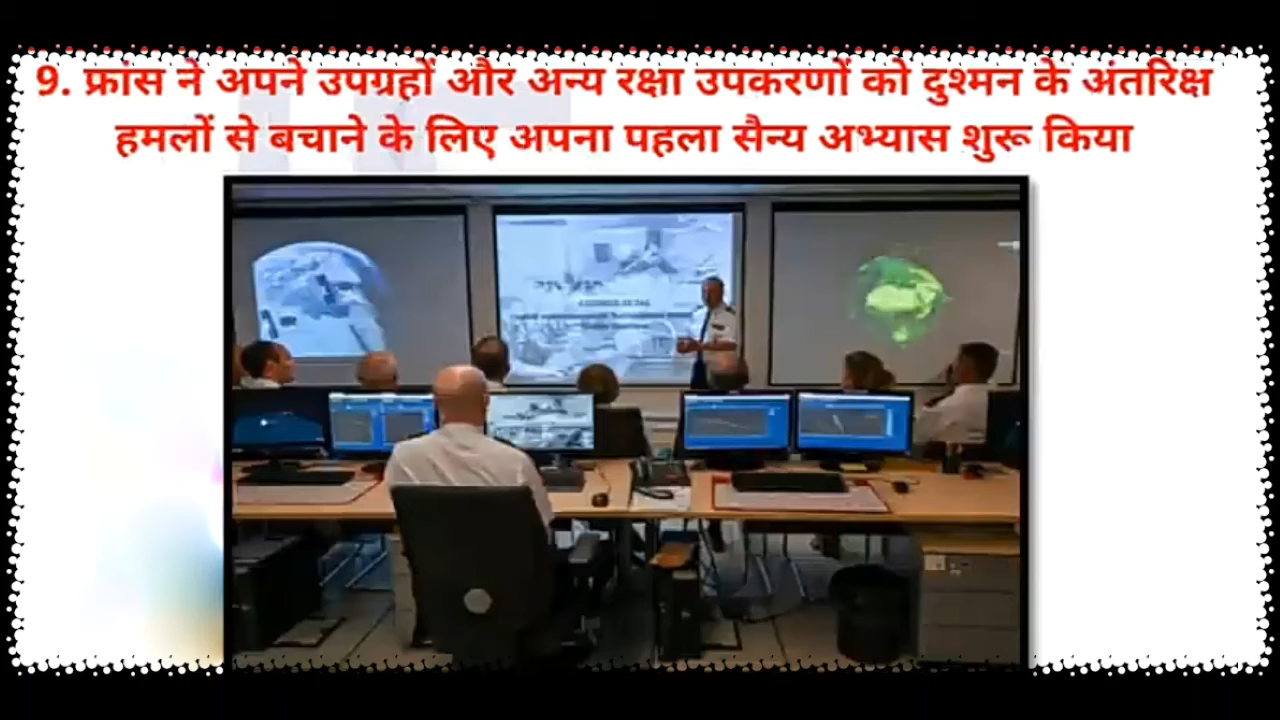 9. फ्रांस ने अपने उपग्रहों और अन्य रक्षा उपकरणों को दुश्मन के अंतरिक्ष
हमलों से बचाने के लिए अपना पहला सैन्य अभ्यास शुरू किया